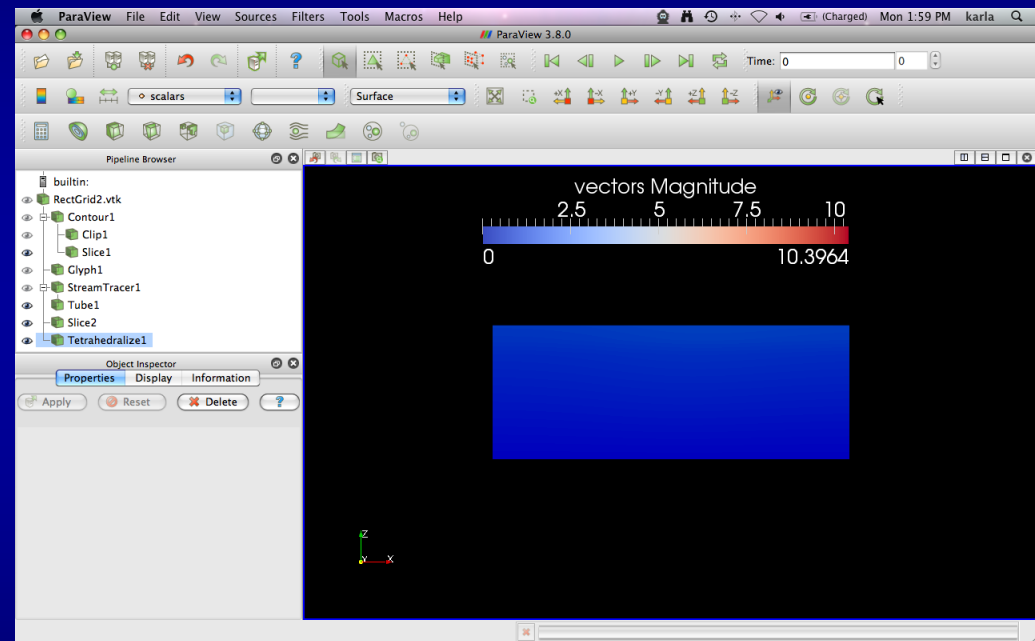 ParaView File Edit View Sources Filters Tools Macros Help (Charged) Mon 1:59 PM karla
ParaView 3.8.0
? Time: 0 0
scalars Surface +X -X +Y -Y +Z -Z
Pipeline Browser
builtin:
RectGrid2.vtk
Contour1
Clip1
Slice1
Glyph1
StreamTracer1
Tube1
Slice2
Tetrahedralize1
Object Inspector
Properties Display Information
Apply Reset Delete ?
vectors Magnitude
2.5 5 7.5 10
0 10.3964
Z
Y X